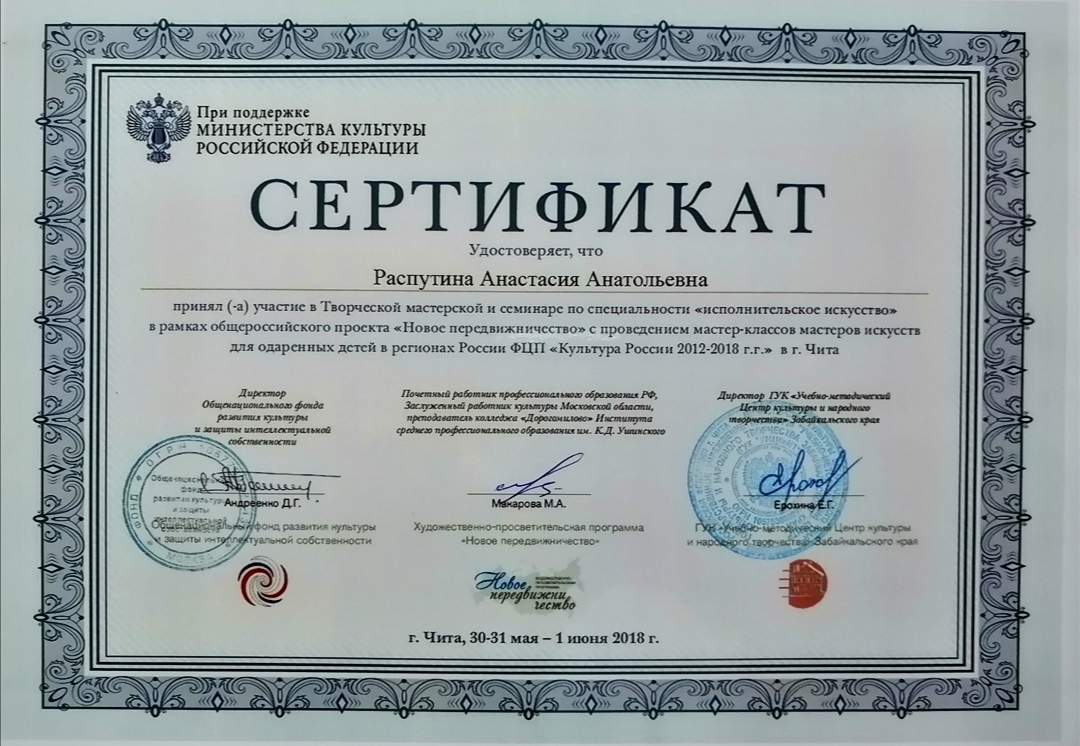 При поддержке
МИНИСТЕРСТВА КУЛЬТУРЫ
РОССИЙСКОЙ ФЕДЕРАЦИИ
СЕРТИФИКАТ
Удостоверяет, что
Распутина Анастасия Анатольевна
принял (-а) участие в Творческой мастерской и семинаре по специальности «исполнительское искусство»
в рамках общероссийского проекта «Новое передвижничество» с проведением мастер-классов мастеров искусств
для одаренных детей в регионах России ФЦП «Культура России 2012-2018 г.г.» в г. Чита
Директор
Общенационального фонда
развития культуры
и защиты интеллектуальной
собственности
Андреенко Д.Г.
Общенациональный фонд развития культуры
и защиты интеллектуальной собственности
Почетный работник профессионального образования РФ,
Заслуженный работник культуры Московской области,
преподаватель колледжа «Дорогомилово» Института
среднего профессионального образования им. К.Д. Ушинского
Макарова М.А.
Художественно-просветительская программа
«Новое передвижничество»
Новое
передвижни
чество
Директор ГУК «Учебно-методический
Центр культуры и народного
творчества» Забайкальского края
Ерохина Е.Г.
ГУК «Учебно-методический Центр культуры
и народного творчества» Забайкальского края
г. Чита, 30-31 мая – 1 июня 2018 г.